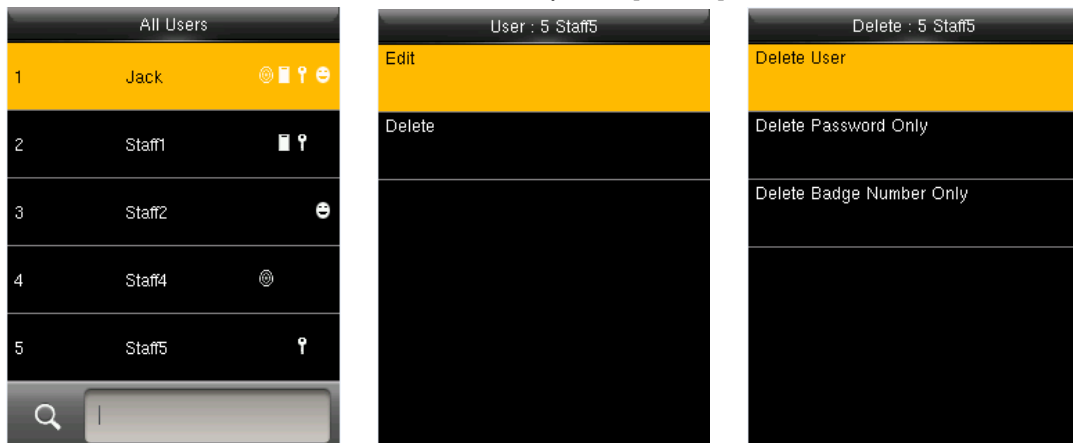 All Users
1 Jack
2 Staff1
3 Staff2
4 Staff4
5 Staff5
User : 5 Staff5
Edit
Delete
Delete : 5 Staff5
Delete User
Delete Password Only
Delete Badge Number Only